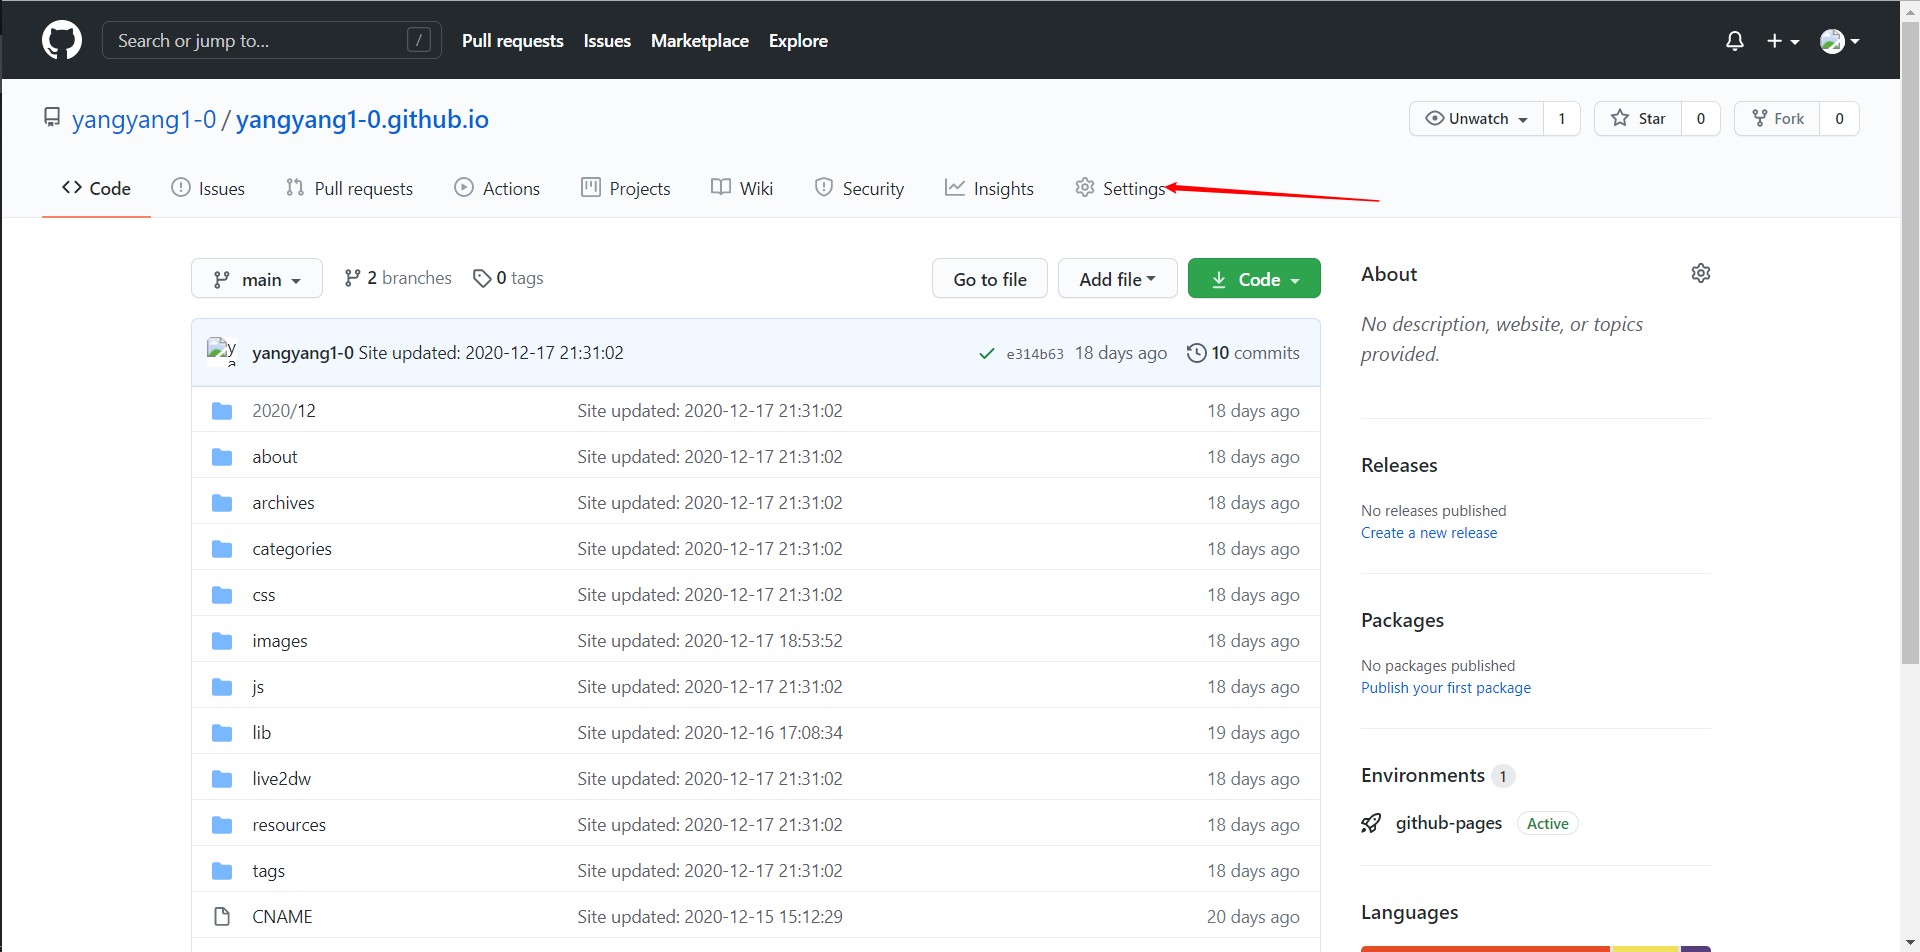 Search or jump to... /
Pull requests Issues Marketplace Explore
yangyang1-0 / yangyang1-0.github.io
Unwatch 1 Star 0 Fork 0
Code Issues Pull requests Actions Projects Wiki Security Insights Settings
main 2 branches 0 tags Go to file Add file Code
y
a
yangyang1-0 Site updated: 2020-12-17 21:31:02 e314b63 18 days ago 10 commits
2020/12 Site updated: 2020-12-17 21:31:02 18 days ago
about Site updated: 2020-12-17 21:31:02 18 days ago
archives Site updated: 2020-12-17 21:31:02 18 days ago
categories Site updated: 2020-12-17 21:31:02 18 days ago
css Site updated: 2020-12-17 21:31:02 18 days ago
images Site updated: 2020-12-17 18:53:52 18 days ago
js Site updated: 2020-12-17 21:31:02 18 days ago
lib Site updated: 2020-12-16 17:08:34 19 days ago
live2dw Site updated: 2020-12-17 21:31:02 18 days ago
resources Site updated: 2020-12-17 21:31:02 18 days ago
tags Site updated: 2020-12-17 21:31:02 18 days ago
CNAME Site updated: 2020-12-15 15:12:29 20 days ago
About
No description, website, or topics
provided.
Releases
No releases published
Create a new release
Packages
No packages published
Publish your first package
Environments 1
github-pages Active
Languages